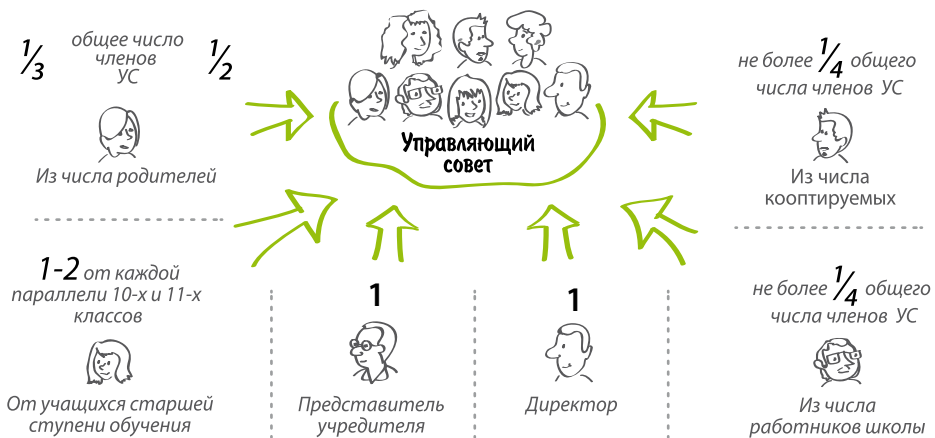 1/3 общее число 1/2
членов
УС
Из числа родителей
Управляющий
совет
не более 1/4 общего
числа членов УС
Из числа
кооптируемых
1-2 от каждой
параллели 10-х и 11-х
классов
От учащихся старшей
ступени обучения
1
Представитель
учредителя
1
Директор
не более 1/4 общего
числа членов УС
Из числа
работников школы